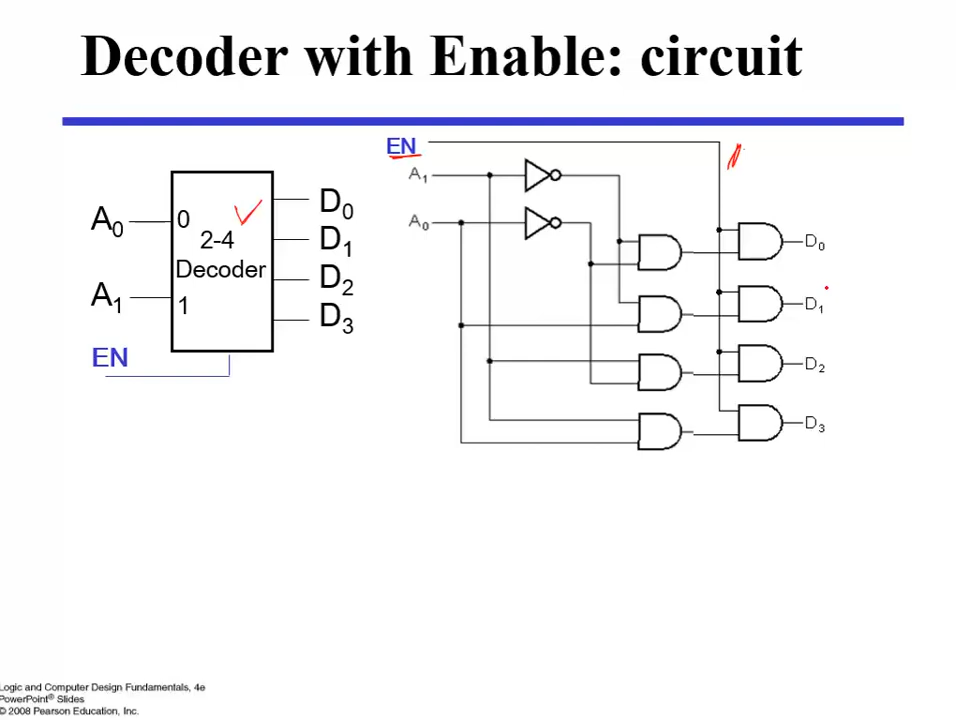 Decoder with Enable: circuit
A0
A1
EN
0
2-4
Decoder
1
D0
D1
D2
D3
EN
A1
A0
D0
D1
D2
D3
Logic and Computer Design Fundamentals, 4e
PowerPoint® Slides
© 2008 Pearson Education, Inc.